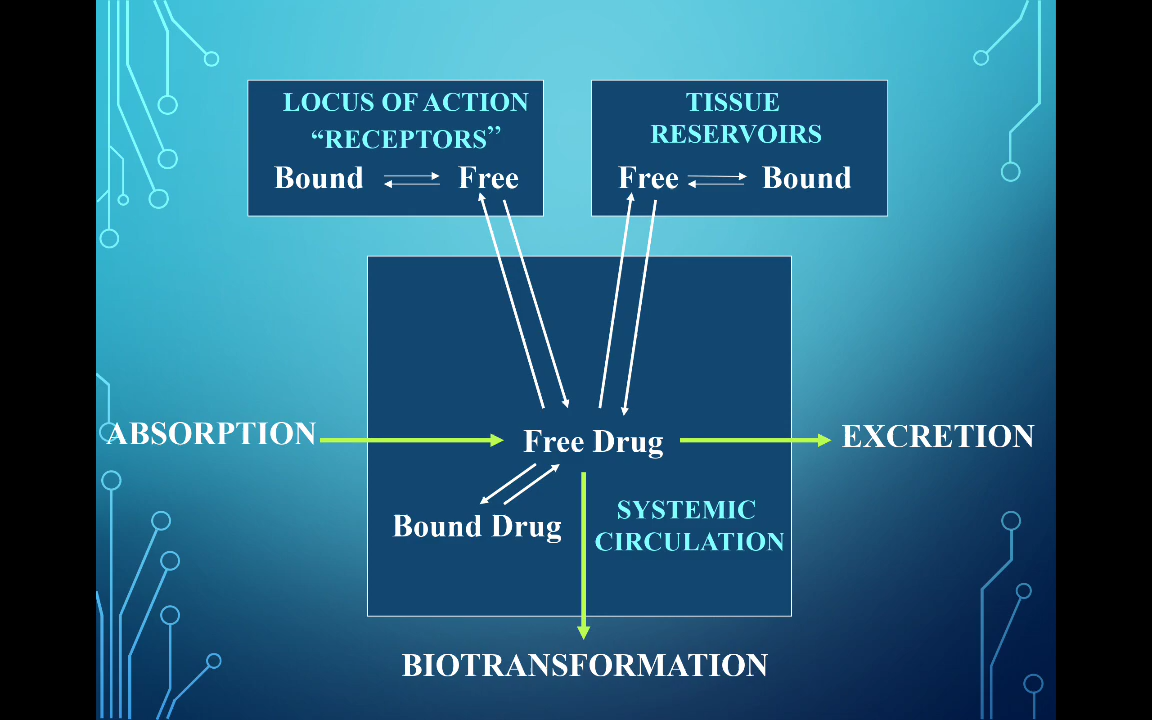 LOCUS OF ACTION
“RECEPTORS”
Bound Free
TISSUE
RESERVOIRS
Free Bound
ABSORPTION
Free Drug
EXCRETION
Bound Drug
SYSTEMIC
CIRCULATION
BIOTRANSFORMATION